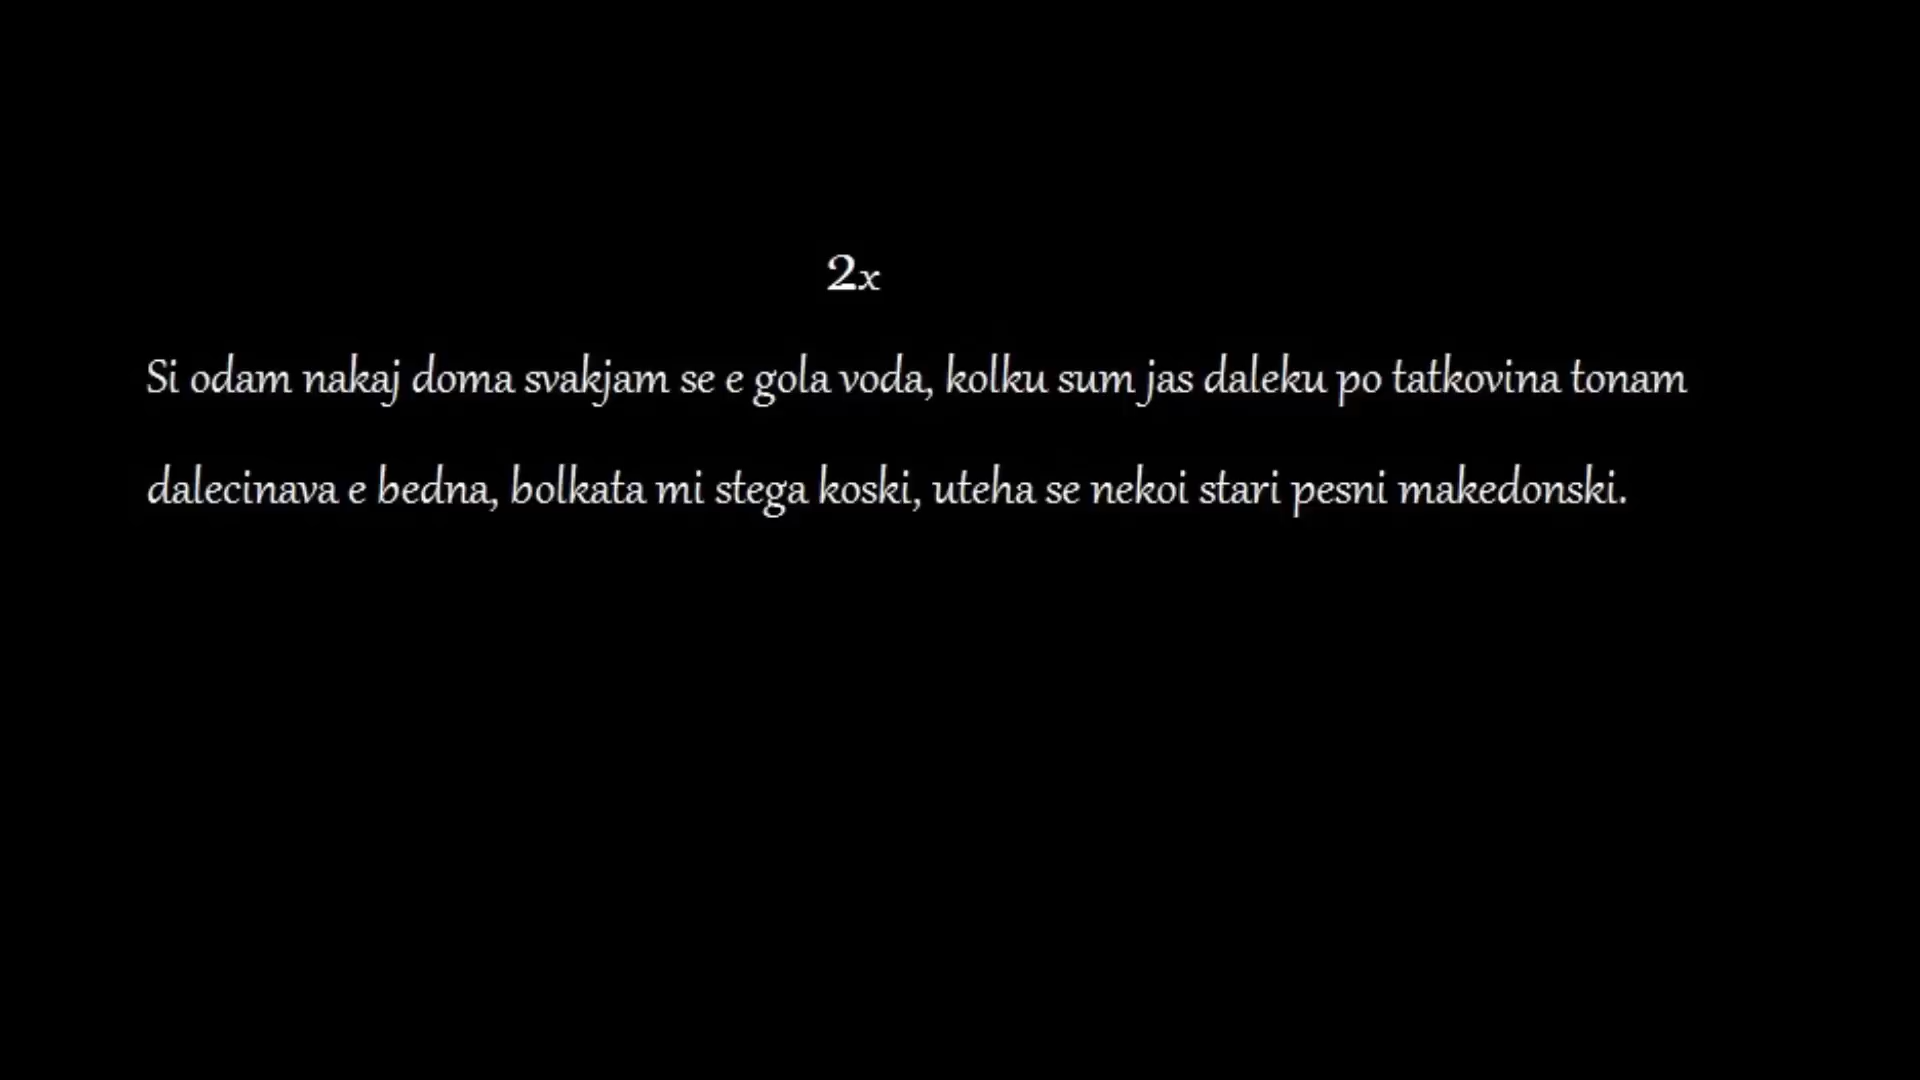 2x
Si odam nakaj doma svakjam se e gola voda, kolku sum jas daleku po tatkovina tonam
dalecinava e bedna, bolkata mi stega koski, uteha se nekoi stari pesni makedonski.